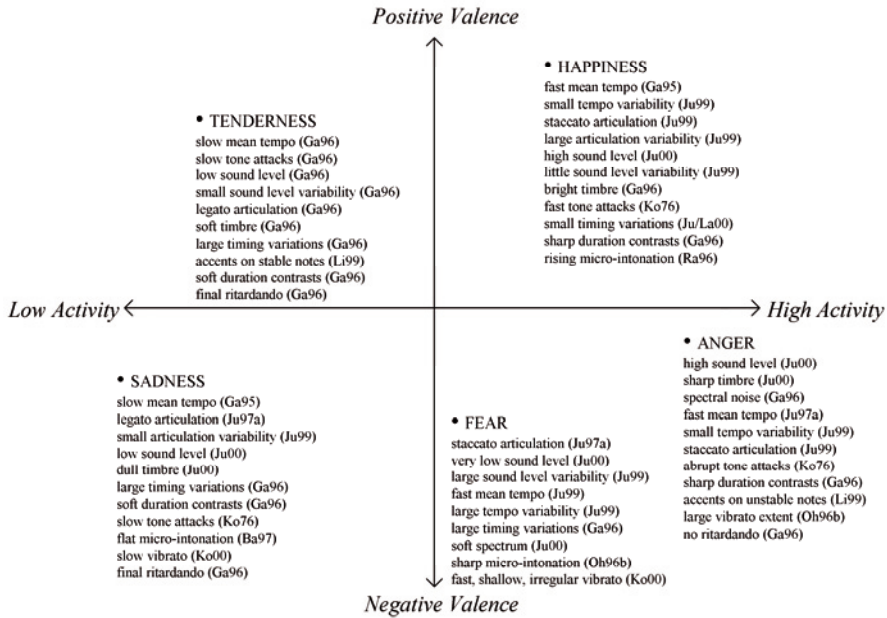 Positive Valence
• HAPPINESS
fast mean tempo (Ga95)
small tempo variability (Ju99)
staccato articulation (Ju99)
large articulation variability (Ju99)
high sound level (Ju00)
little sound level variability (Ju99)
bright timbre (Ga96)
fast tone attacks (Ko76)
small timing variations (Ju/La00)
sharp duration contrasts (Ga96)
rising micro-intonation (Ra96)
• TENDERNESS
slow mean tempo (Ga96)
slow tone attacks (Ga96)
low sound level (Ga96)
small sound level variability (Ga96)
legato articulation (Ga96)
soft timbre (Ga96)
large timing variations (Ga96)
accents on stable notes (Li99)
soft duration contrasts (Ga96)
final ritardando (Ga96)
Low Activity
High Activity
• SADNESS
slow mean tempo (Ga95)
legato articulation (Ju97a)
small articulation variability (Ju99)
low sound level (Ju00)
dull timbre (Ju00)
large timing variations (Ga96)
soft duration contrasts (Ga96)
slow tone attacks (Ko76)
flat micro-intonation (Ba97)
slow vibrato (Ko00)
final ritardando (Ga96)
• FEAR
staccato articulation (Ju97a)
very low sound level (Ju00)
large sound level variability (Ju99)
fast mean tempo (Ju99)
large tempo variability (Ju99)
large timing variations (Ga96)
soft spectrum (Ju00)
sharp micro-intonation (Oh96b)
fast, shallow, irregular vibrato (Ko00)
• ANGER
high sound level (Ju00)
sharp timbre (Ju00)
spectral noise (Ga96)
fast mean tempo (Ju97a)
small tempo variability (Ju99)
staccato articulation (Ju99)
abrupt tone attacks (Ko76)
sharp duration contrasts (Ga96)
accents on unstable notes (Li99)
large vibrato extent (Oh96b)
no ritardando (Ga96)
Negative Valence